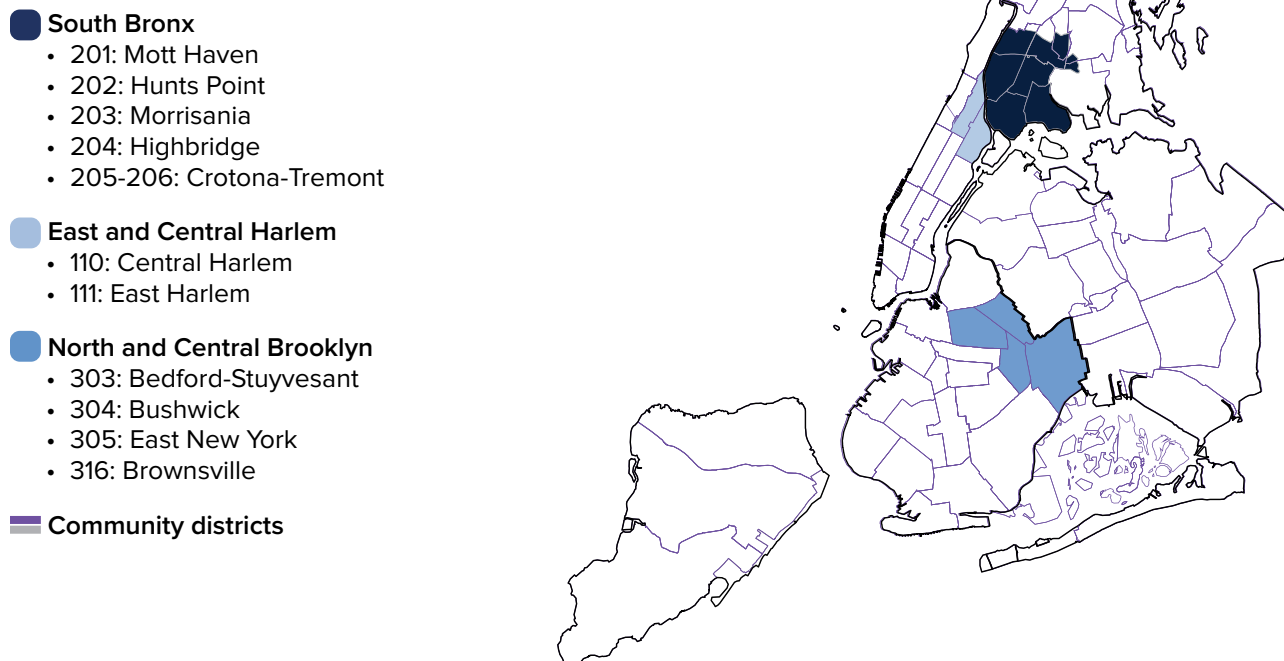 South Bronx
• 201: Mott Haven
• 202: Hunts Point
• 203: Morrisania
• 204: Highbridge
• 205-206: Crotona-Tremont
East and Central Harlem
• 110: Central Harlem
• 111: East Harlem
North and Central Brooklyn
• 303: Bedford-Stuyvesant
• 304: Bushwick
• 305: East New York
• 316: Brownsville
Community districts